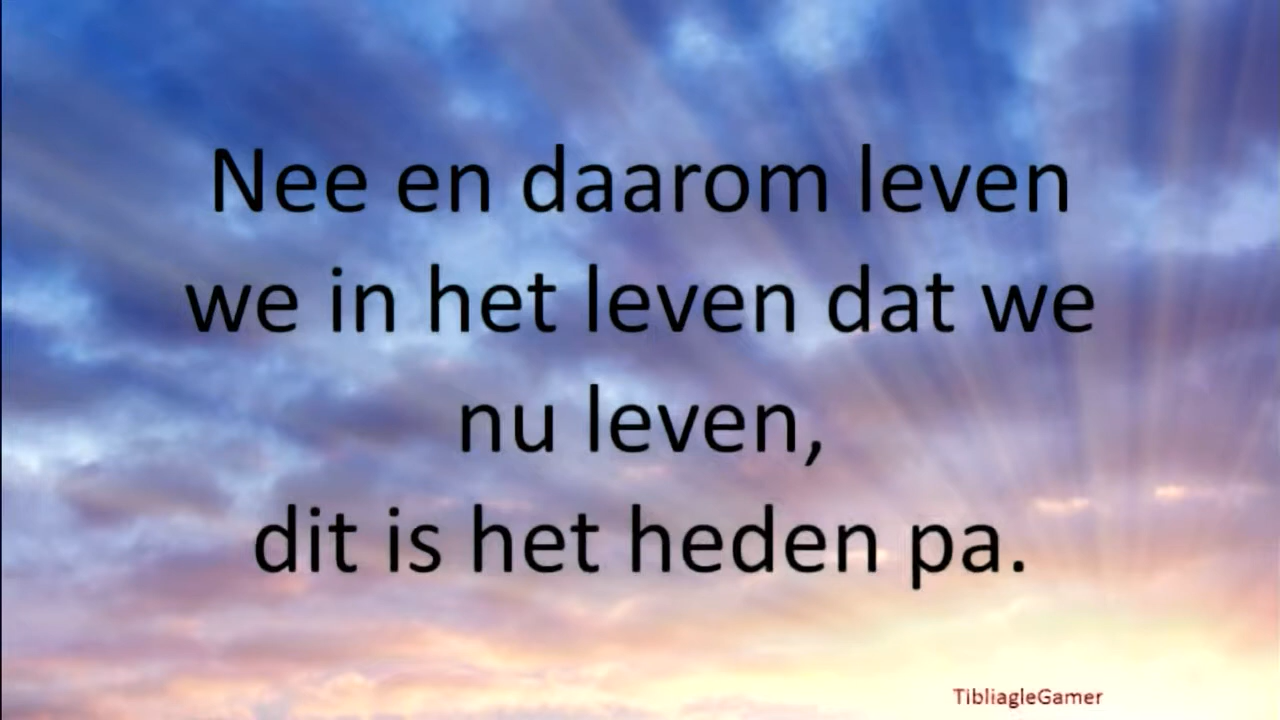 Nee en daarom leven
we in het leven dat we
nu leven,
dit is het heden pa.
TibliagleGamer